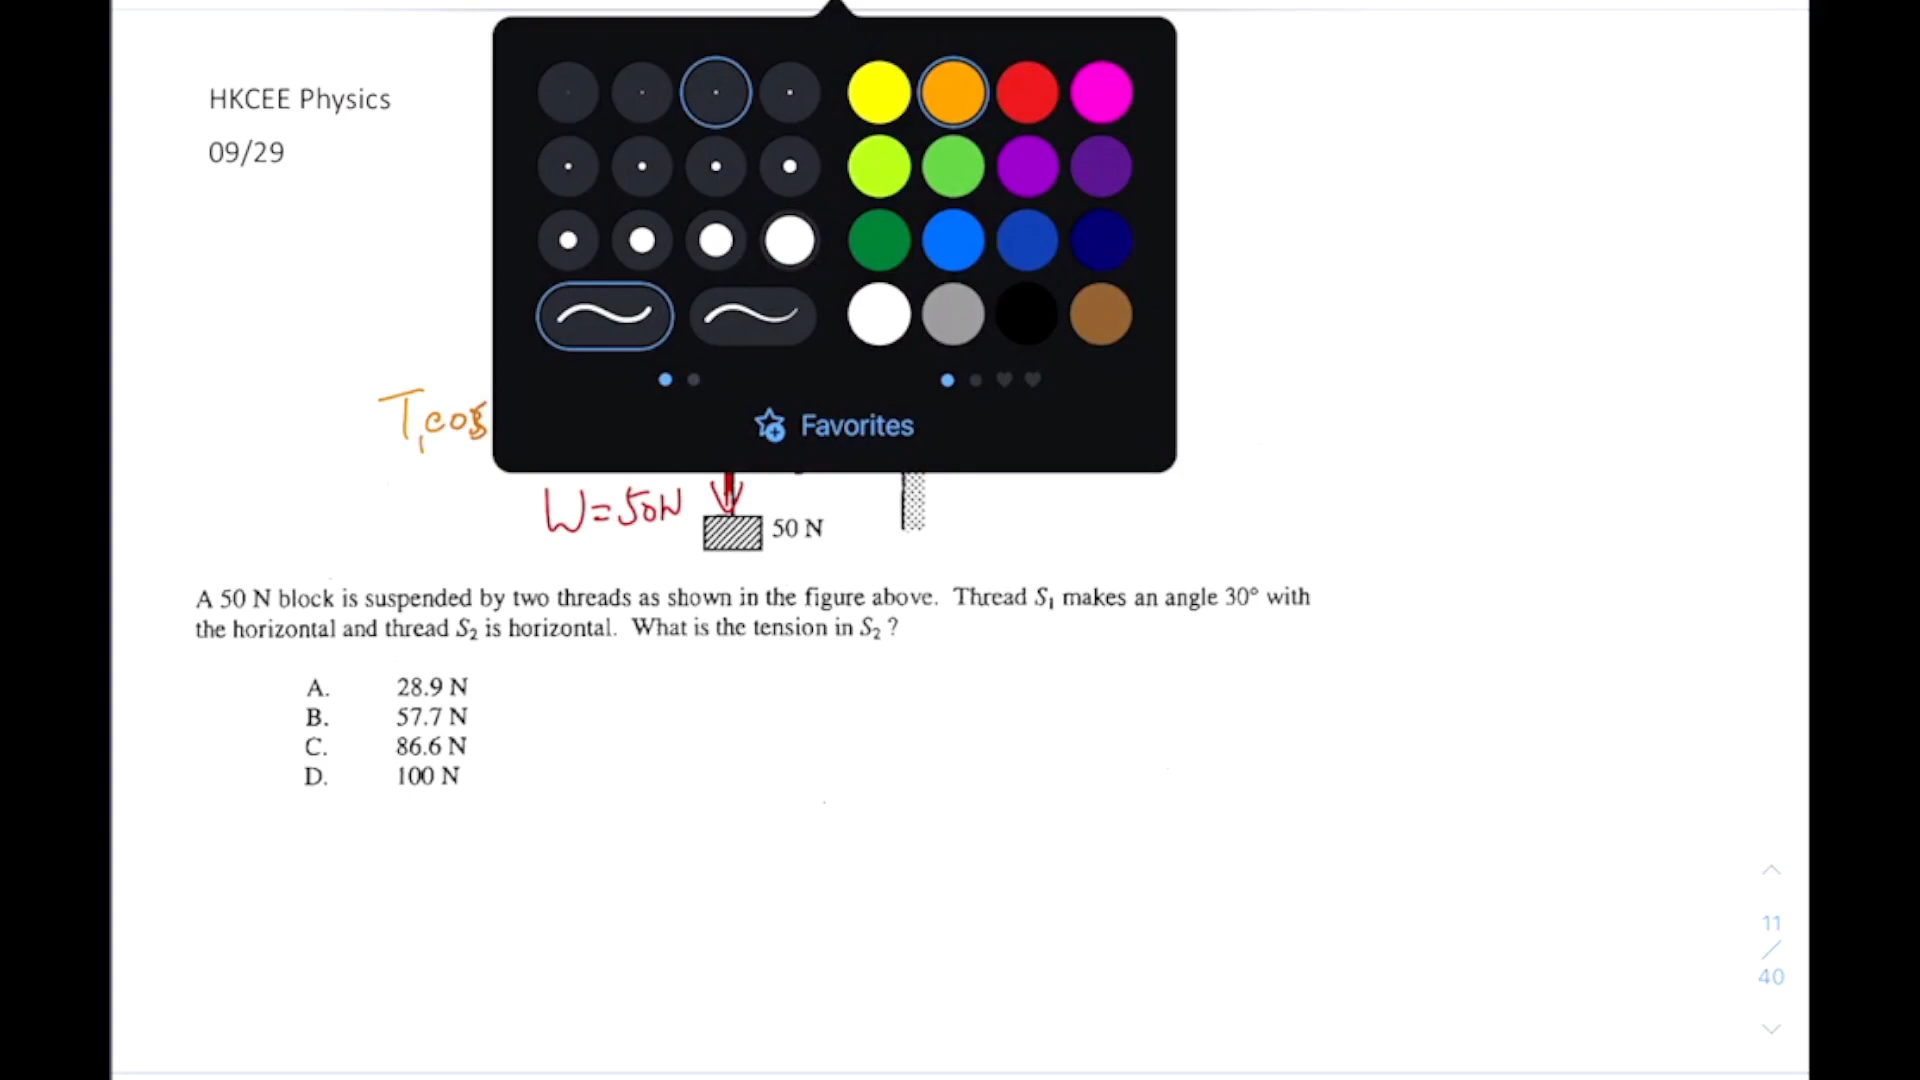 HKCEE Physics
09/29
Favorites
T₁cos
W=50N
50 N
A 50 N block is suspended by two threads as shown in the figure above. Thread S₁ makes an angle 30° with
the horizontal and thread S₂ is horizontal. What is the tension in S₂ ?
A. 28.9 N
B. 57.7 N
C. 86.6 N
D. 100 N
11
/
40